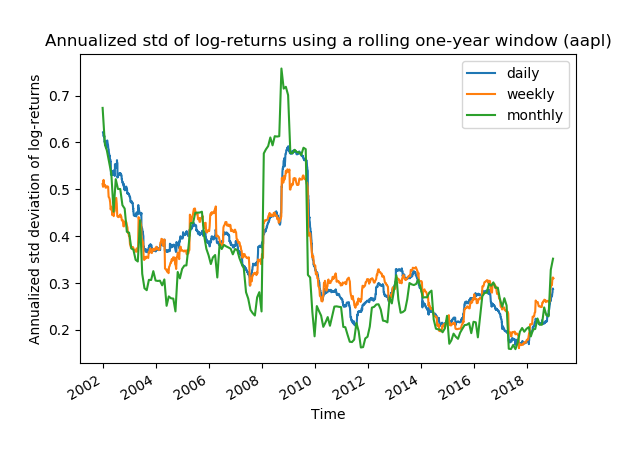 Annualized std of log-returns using a rolling one-year window (aapl)
daily
weekly
monthly
Annualized std deviation of log-returns
0.7
0.6
0.5
0.4
0.3
0.2
2002
2004
2006
2008
2010
2012
2014
2016
2018
Time